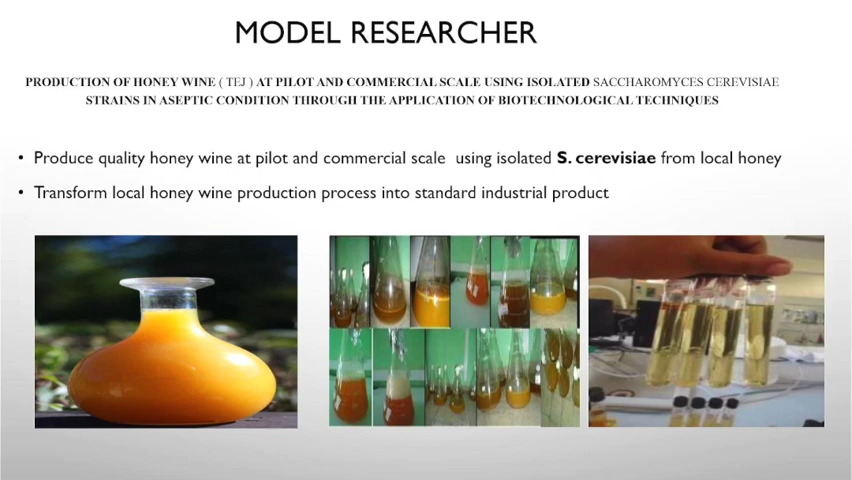 MODEL RESEARCHER
PRODUCTION OF HONEY WINE ( TEJ ) AT PILOT AND COMMERCIAL SCALE USING ISOLATED SACCHAROMYCES CEREVISIAE
STRAINS IN ASEPTIC CONDITION THROUGH THE APPLICATION OF BIOTECHNOLOGICAL TECHNIQUES
• Produce quality honey wine at pilot and commercial scale using isolated S. cerevisiae from local honey
• Transform local honey wine production process into standard industrial product